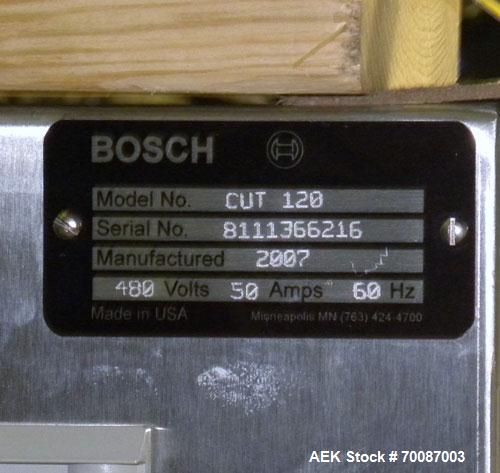 BOSCH
Model No. CUT 120
Serial No. 8111366216
Manufactured 2007
480 Volts 50 Amps 60 Hz
Made in USA Misneapolis MN (763) 424-4700
AEK Stock # 70087003